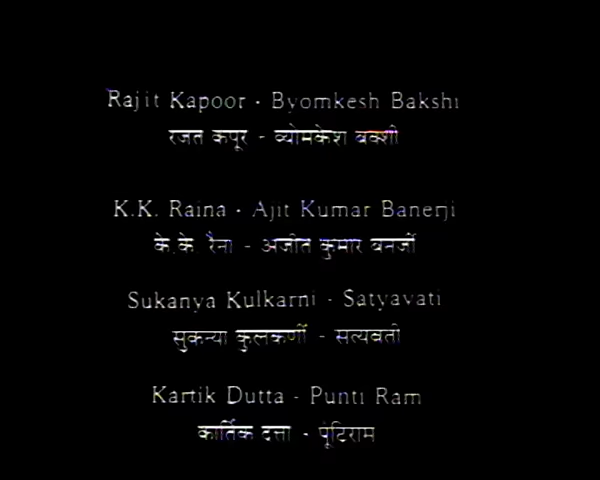 Rajit Kapoor - Byomkesh Bakshi
रजत कपूर - व्योमकेश बक्शी
K.K. Raina - Ajit Kumar Banerji
के.के. रैना - अजीत कुमार बनर्जी
Sukanya Kulkarni - Satyavati
सुकन्या कुलकर्णी - सत्यवती
Kartik Dutta - Punti Ram
कार्तिक दत्ता - पूंटिराम